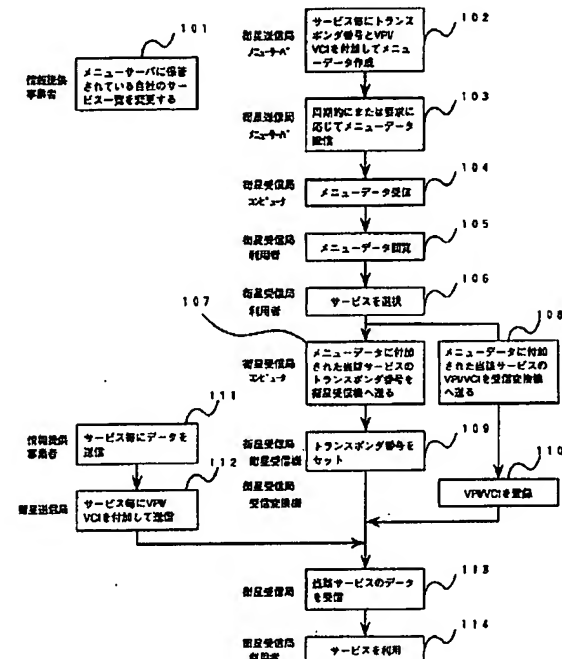 101
情報提供
事業者
メニューサーバに保管
されている自社のサー
ビス一覧を変更する
102
衛星送信局
メニューサーバ
サービス毎にトランス
ポンダ番号とVPI/
VCIを付加してメニュー
データ作成
103
衛星送信局
メニューサーバ
周期的にまたは要求に
応じてメニューデータ
送信
104
衛星受信局
コンピュータ
メニューデータ受信
105
衛星受信局
利用者
メニューデータ閲覧
106
衛星受信局
利用者
サービスを選択
107
衛星受信局
コンピュータ
メニューデータに付加
された当該サービスの
トランスポンダ番号を
衛星受信機へ送る
108
メニューデータに付加
された当該サービスの
VPI/VCIを受信交換機
へ送る
109
衛星受信局
衛星受信機
トランスポンダ番号を
セット
衛星受信局
受信交換機
110
VPI/VCIを登録
111
情報提供
事業者
サービス毎にデータを
送信
112
衛星送信局
サービス毎にVPI/
VCIを付加して送信
113
衛星受信局
当該サービスのデータ
を受信
114
衛星受信局
利用者
サービスを利用